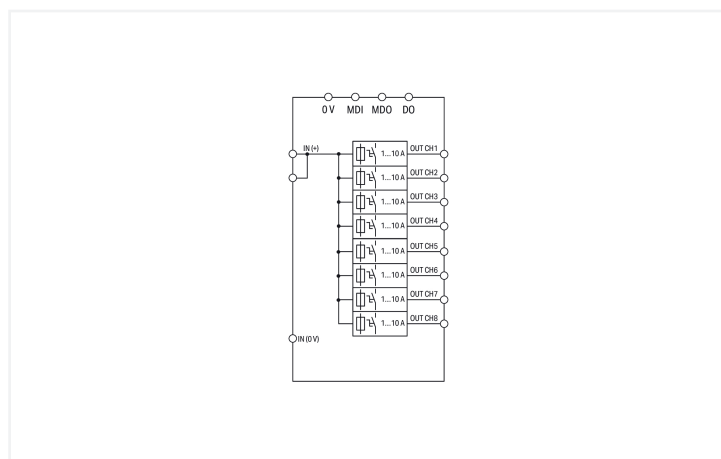 0 V MDI MDO DO
IN (+) 1...10 A OUT CH1
1...10 A OUT CH2
1...10 A OUT CH3
1...10 A OUT CH4
1...10 A OUT CH5
1...10 A OUT CH6
1...10 A OUT CH7
1...10 A OUT CH8
IN (0 V)